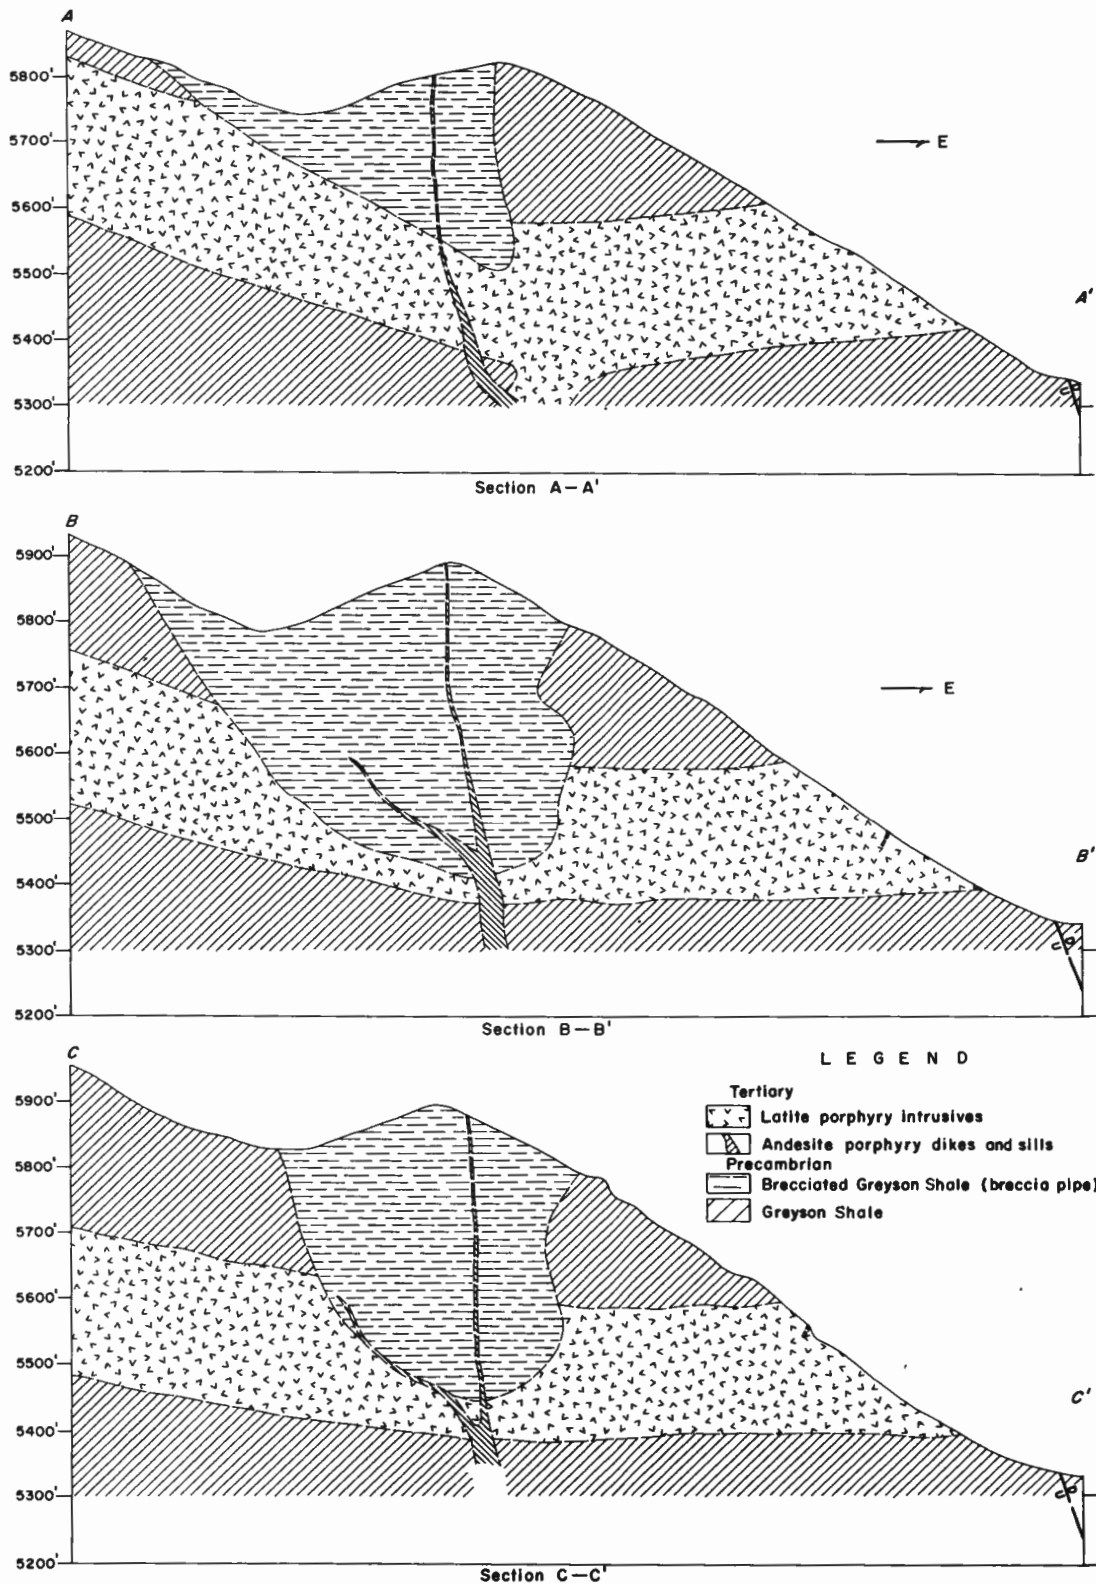 A
5800'
5700'
E
5600'
5500'
A'
5400'
5300'
5200'
Section A—A'
B
5900'
5800'
5700'
E
5600'
5500'
B'
5400'
5300'
5200'
Section B—B'
C
LEGEND
5900'
Tertiary
Latite porphyry intrusives
Andesite porphyry dikes and sills
5800'
Precambrian
Brecciated Greyson Shale (breccia pipe)
Greyson Shale
5700'
5600'
5500'
C'
5400'
5300'
5200'
Section C—C'